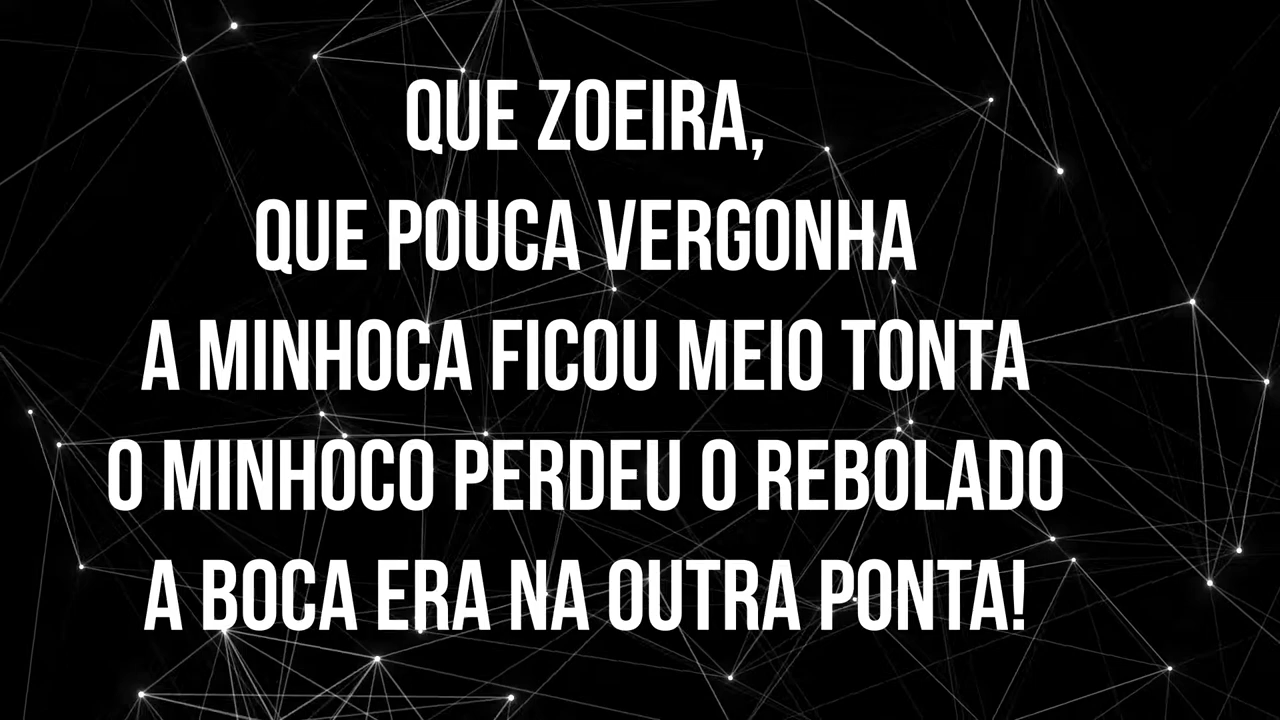 QUE ZOEIRA,
QUE POUCA VERGONHA
A MINHOCA FICOU MEIO TONTA
O MINHOCO PERDEU O REBOLADO
A BOCA ERA NA OUTRA PONTA!